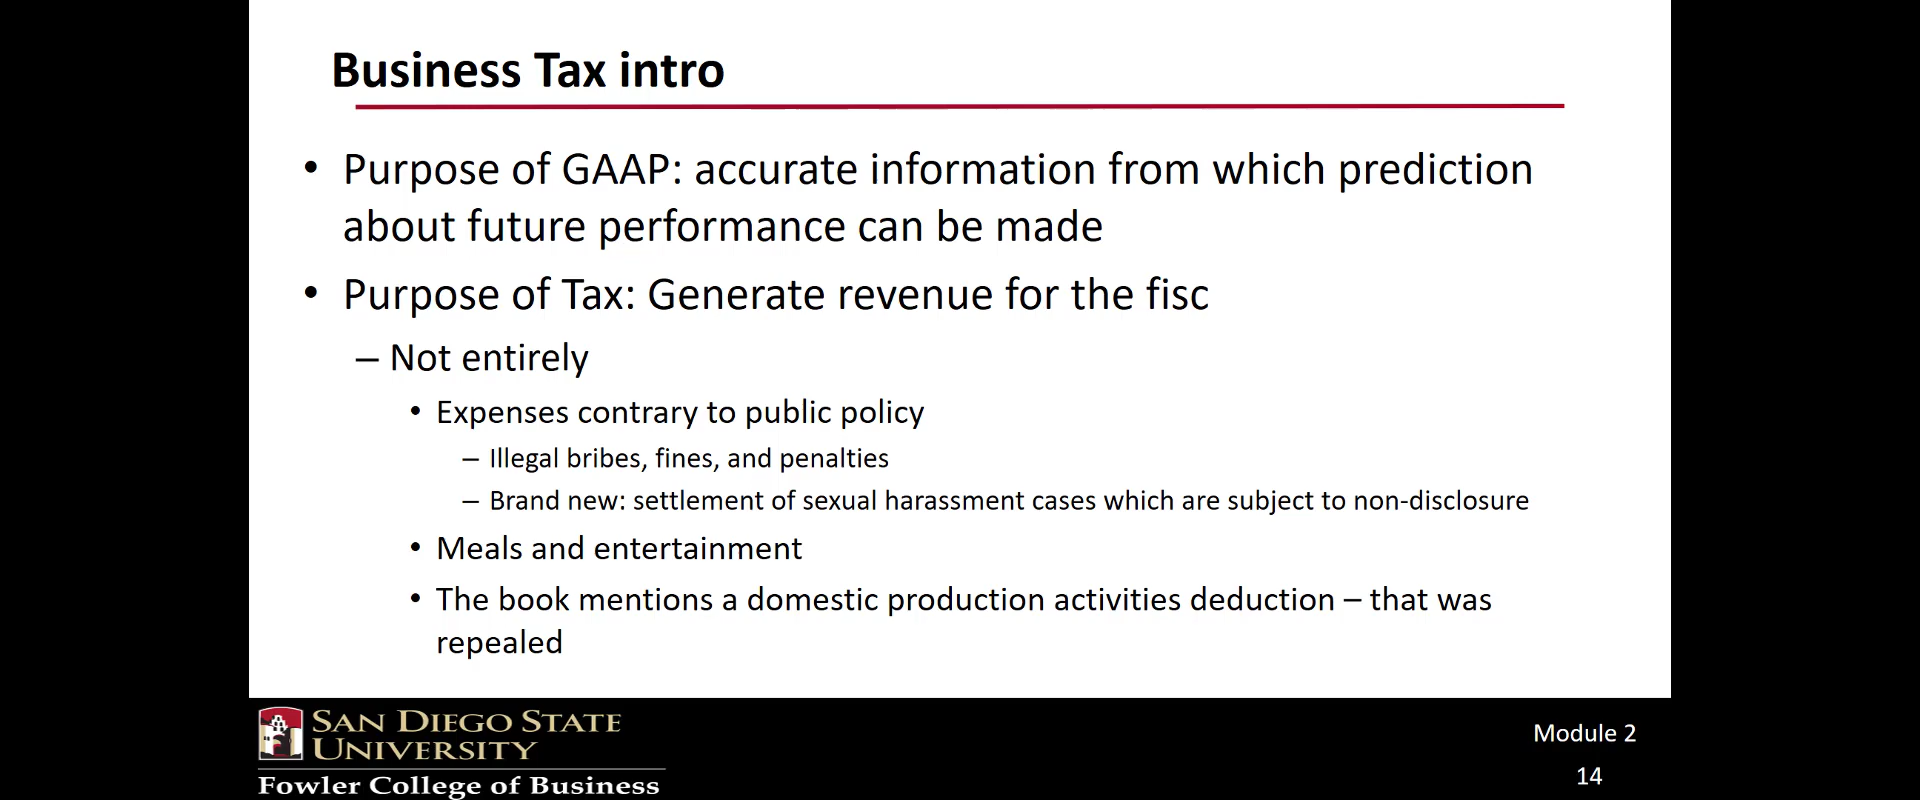 Business Tax intro
• Purpose of GAAP: accurate information from which prediction
about future performance can be made
• Purpose of Tax: Generate revenue for the fisc
– Not entirely
• Expenses contrary to public policy
– Illegal bribes, fines, and penalties
– Brand new: settlement of sexual harassment cases which are subject to non-disclosure
• Meals and entertainment
• The book mentions a domestic production activities deduction – that was
repealed
SAN DIEGO STATE
UNIVERSITY
Fowler College of Business
Module 2
14